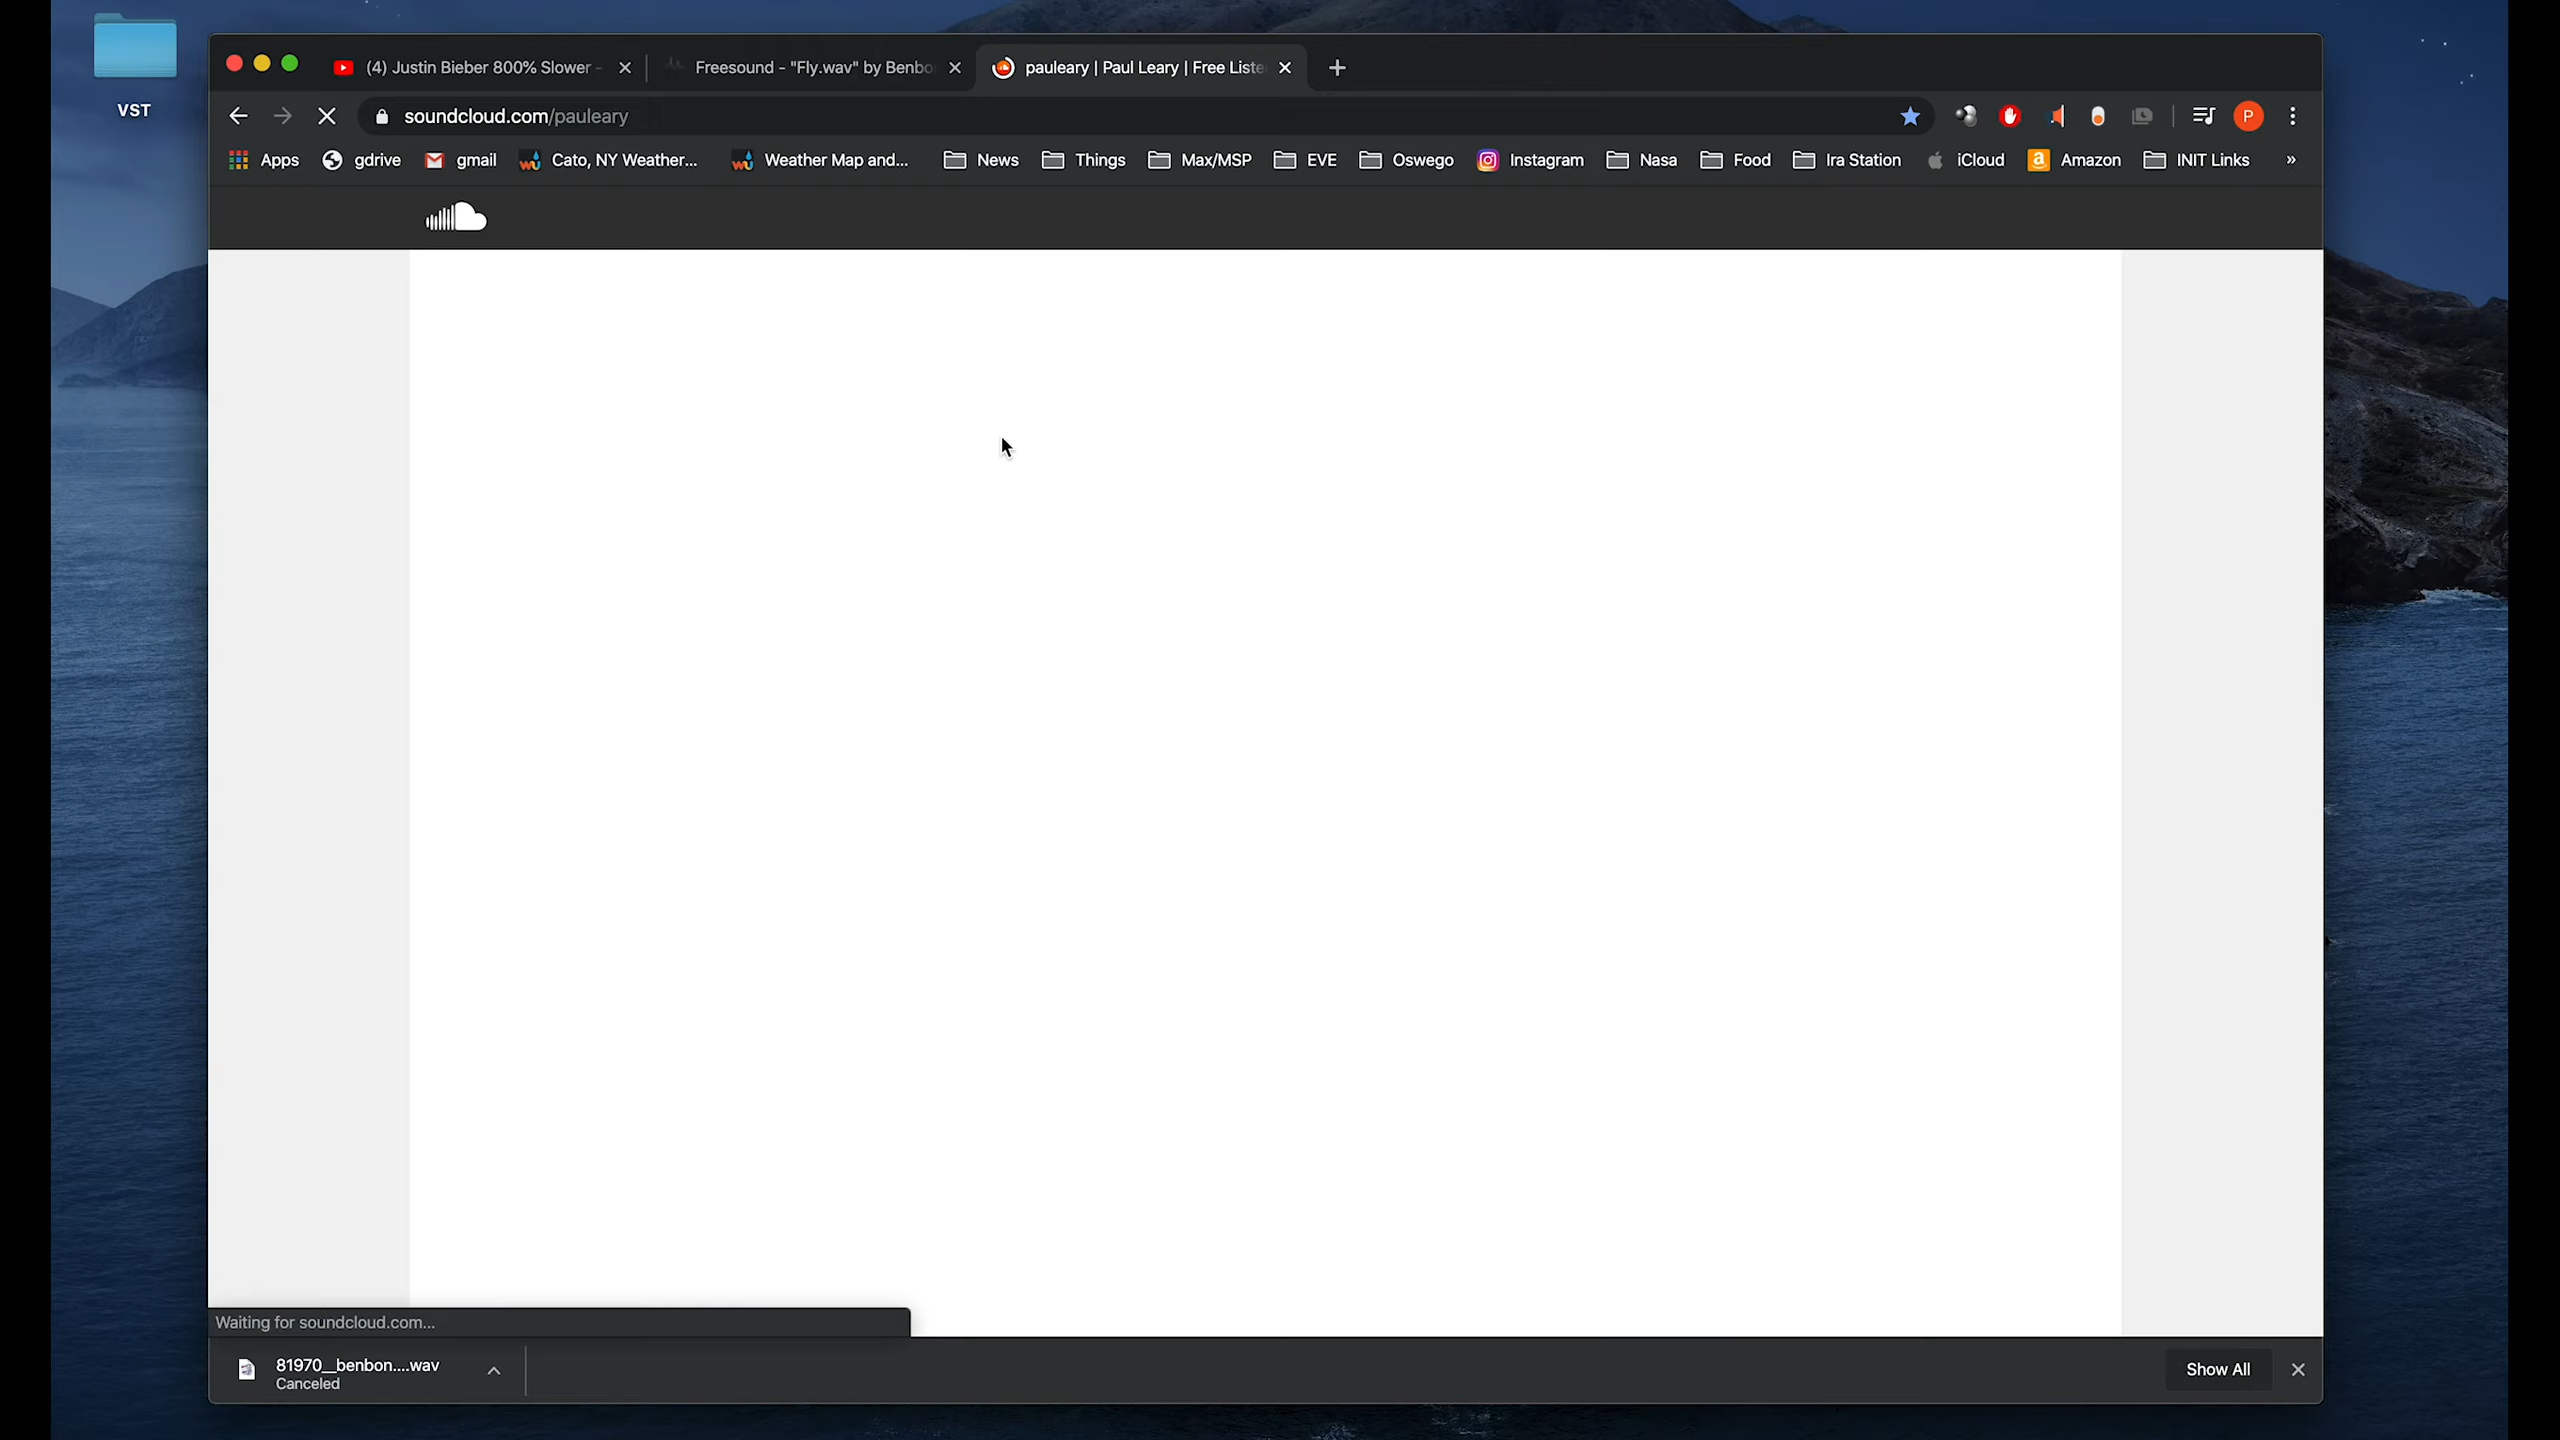 VST
(4) Justin Bieber 800% Slower -
Freesound - "Fly.wav" by Benbo
pauleary | Paul Leary | Free Liste
soundcloud.com/pauleary
P
Apps
gdrive
gmail
Cato, NY Weather...
Weather Map and...
News
Things
Max/MSP
EVE
Oswego
Instagram
Nasa
Food
Ira Station
iCloud
Amazon
INIT Links
»
Waiting for soundcloud.com...
81970__benbon....wav
Canceled
Show All